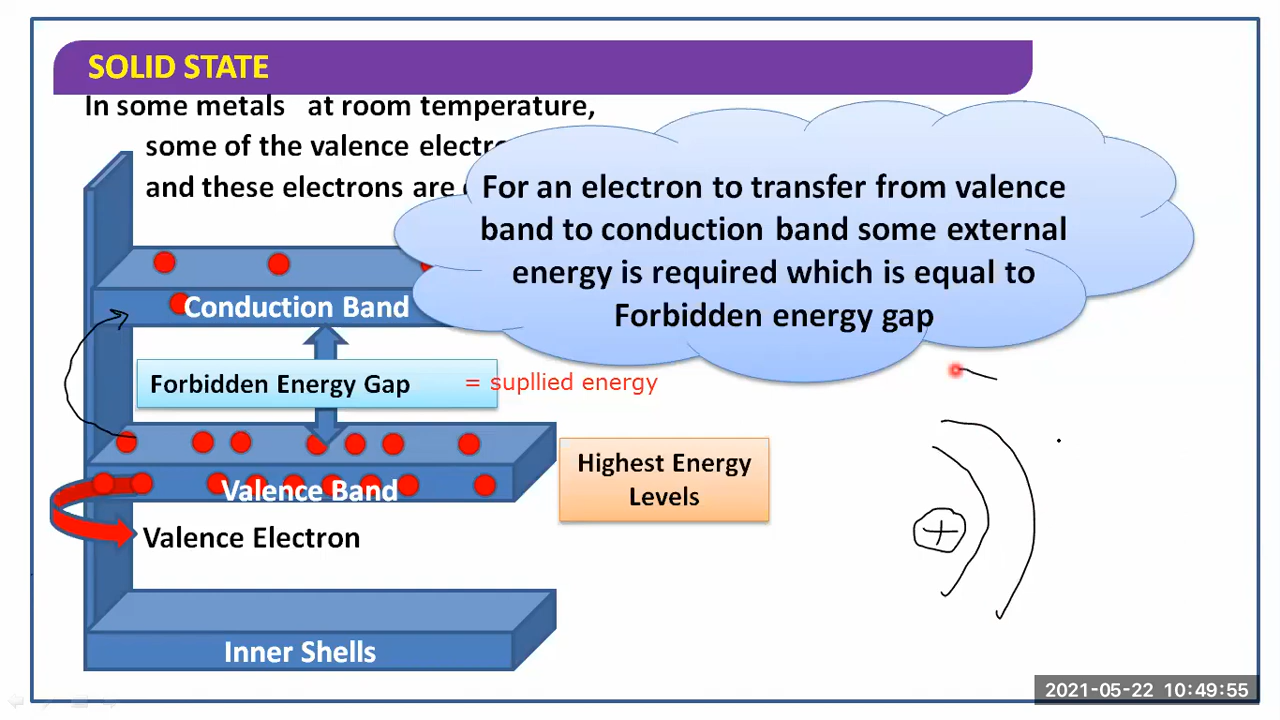 SOLID STATE
In some metals at room temperature,
some of the valence electro
and these electrons are
For an electron to transfer from valence
band to conduction band some external
energy is required which is equal to
Forbidden energy gap
Conduction Band
Forbidden Energy Gap = supllied energy
Highest Energy
Levels
Valence Band
Valence Electron
+
Inner Shells
2021-05-22 10:49:55